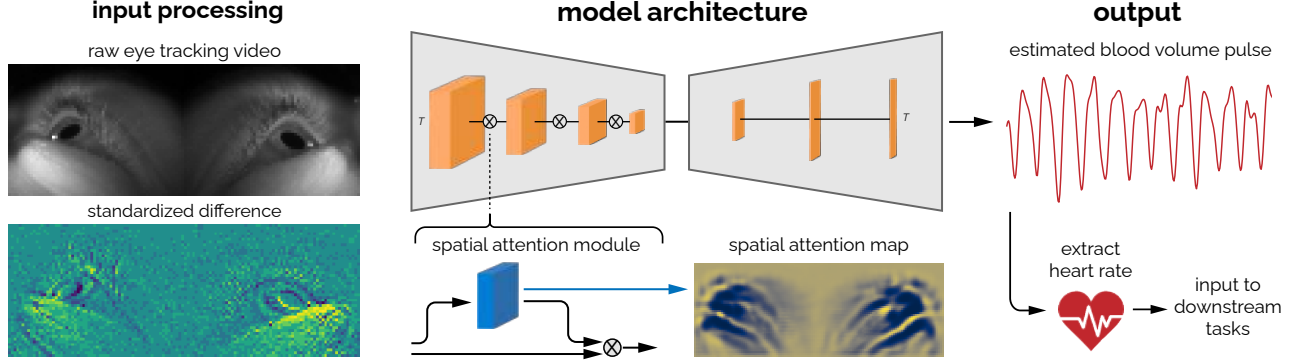 input processing
raw eye tracking video
standardized difference
model architecture
T
T
spatial attention module
spatial attention map
output
estimated blood volume pulse
extract
heart rate
input to
downstream
tasks